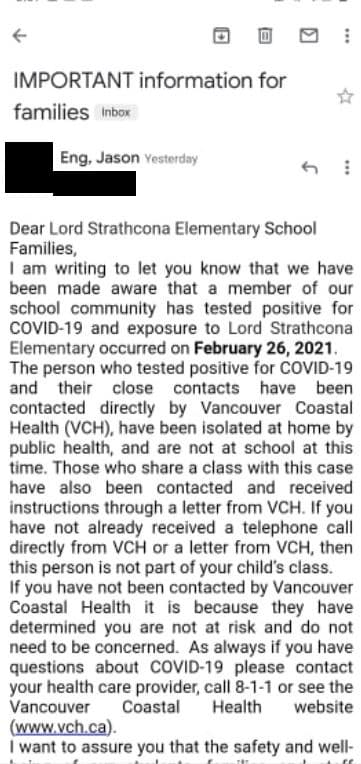 IMPORTANT information for
families Inbox
Eng, Jason Yesterday
Dear Lord Strathcona Elementary School
Families,
I am writing to let you know that we have
been made aware that a member of our
school community has tested positive for
COVID-19 and exposure to Lord Strathcona
Elementary occurred on February 26, 2021.
The person who tested positive for COVID-19
and their close contacts have been
contacted directly by Vancouver Coastal
Health (VCH), have been isolated at home by
public health, and are not at school at this
time. Those who share a class with this case
have also been contacted and received
instructions through a letter from VCH. If you
have not already received a telephone call
directly from VCH or a letter from VCH, then
this person is not part of your child's class.
If you have not been contacted by Vancouver
Coastal Health it is because they have
determined you are not at risk and do not
need to be concerned. As always if you have
questions about COVID-19 please contact
your health care provider, call 8-1-1 or see the
Vancouver Coastal Health website
(www.vch.ca).
I want to assure you that the safety and well-